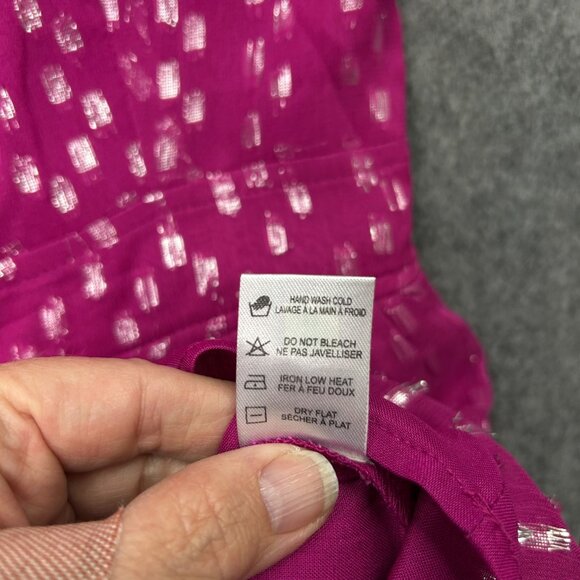 HAND WASH COLD
LAVAGE À LA MAIN À FROID
DO NOT BLEACH
NE PAS JAVELLISER
IRON LOW HEAT
FER À FEU DOUX
DRY FLAT
SÉCHER À PLAT